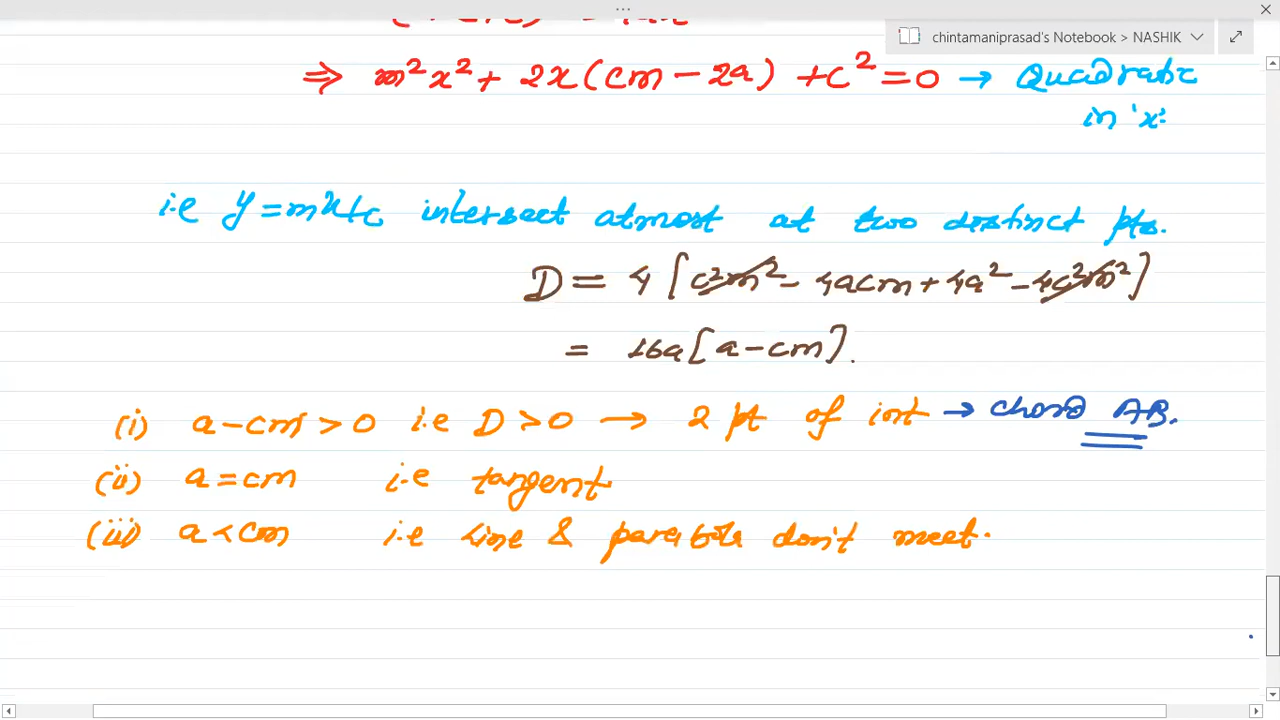 chintamaniprasad's Notebook > NASHIK
⇒ m²x² + 2x(cm - 2a) + c² = 0 → Quadratic
in 'x'
i.e y = mx+c intersect atmost at two distinct pts.
D = 4 [c²m² - 4acm + 4a² - 4c²m²]
= 16a[a - cm].
(i) a - cm > 0 i.e D > 0 → 2 pt of int → chord AB.
(ii) a = cm i.e tangent
(iii) a < cm i.e line & parabola don't meet.